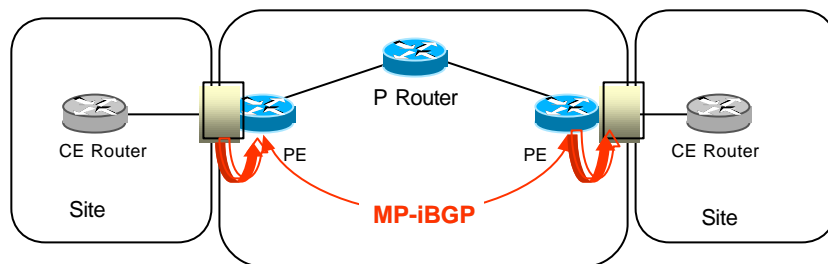 P Router
CE Router
PE
PE
CE Router
MP-iBGP
Site
Site